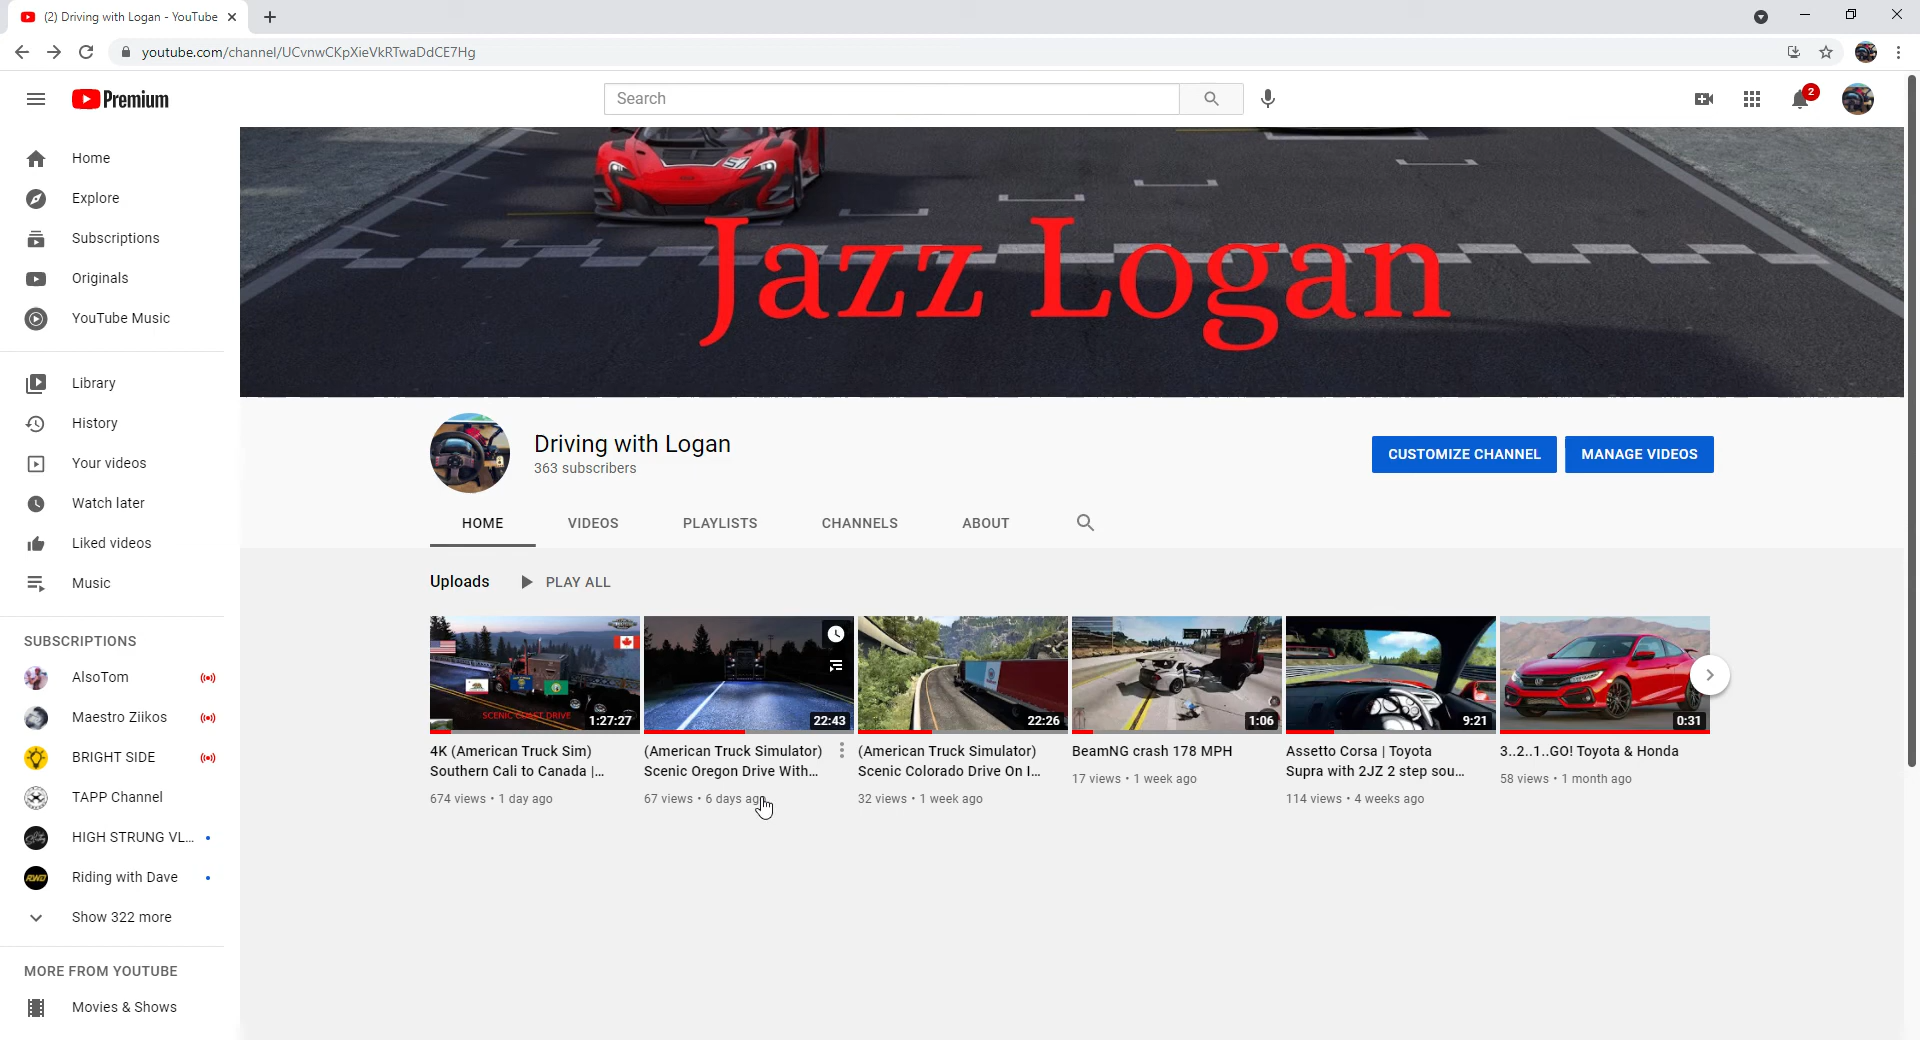 (2) Driving with Logan - YouTube
youtube.com/channel/UCvnwCKpXieVkRTwaDdCE7Hg
Premium
Search
2
Home
Explore
Subscriptions
Originals
YouTube Music
Library
History
Your videos
Watch later
Liked videos
Music
SUBSCRIPTIONS
AlsoTom
Maestro Ziikos
BRIGHT SIDE
TAPP Channel
HIGH STRUNG VL...
Riding with Dave
Show 322 more
MORE FROM YOUTUBE
Movies & Shows
51
Jazz Logan
Driving with Logan
363 subscribers
CUSTOMIZE CHANNEL
MANAGE VIDEOS
HOME
VIDEOS
PLAYLISTS
CHANNELS
ABOUT
Uploads
PLAY ALL
SCENIC COAST DRIVE
1:27:27
4K (American Truck Sim)
Southern Cali to Canada |...
674 views • 1 day ago
22:43
(American Truck Simulator)
Scenic Oregon Drive With...
67 views • 6 days ago
22:26
(American Truck Simulator)
Scenic Colorado Drive On I...
32 views • 1 week ago
1:06
BeamNG crash 178 MPH
17 views • 1 week ago
9:21
Assetto Corsa | Toyota
Supra with 2JZ 2 step sou...
114 views • 4 weeks ago
0:31
3..2..1..GO! Toyota & Honda
58 views • 1 month ago